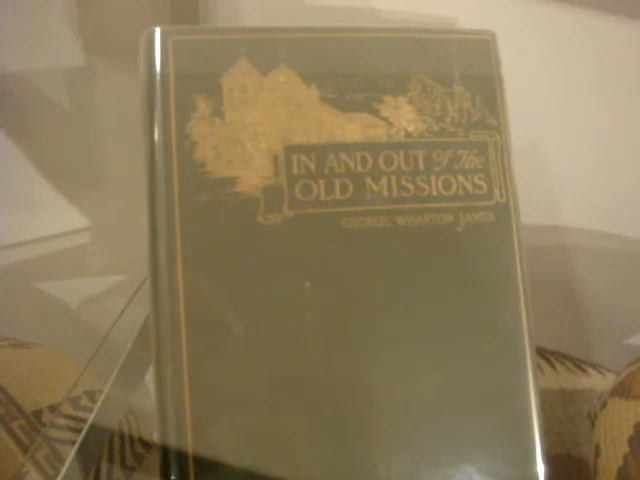 IN AND OUT of The
OLD MISSIONS
GEORGE WHARTON JAMES